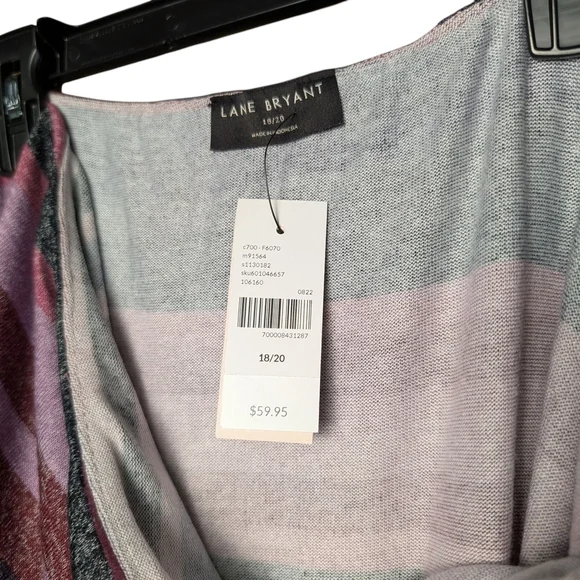 LANE BRYANT
18/20
MADE IN INDONESIA
c700 - F6070
m91564
s1130182
sku601046657
106160
0822
700008431287
18/20
$59.95